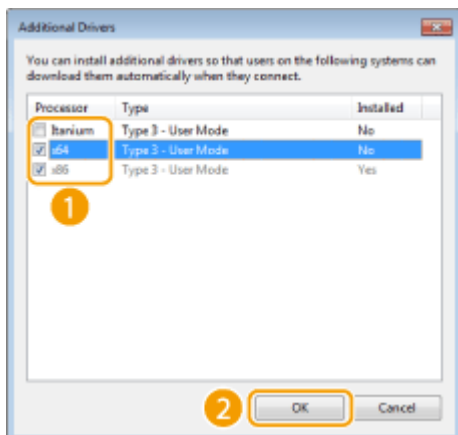 Additional Drivers
You can install additional drivers so that users on the following systems can
download them automatically when they connect.
Processor Type Installed
Itanium Type 3 - User Mode No
x64 Type 3 - User Mode No
x86 Type 3 - User Mode Yes
1
2 OK Cancel